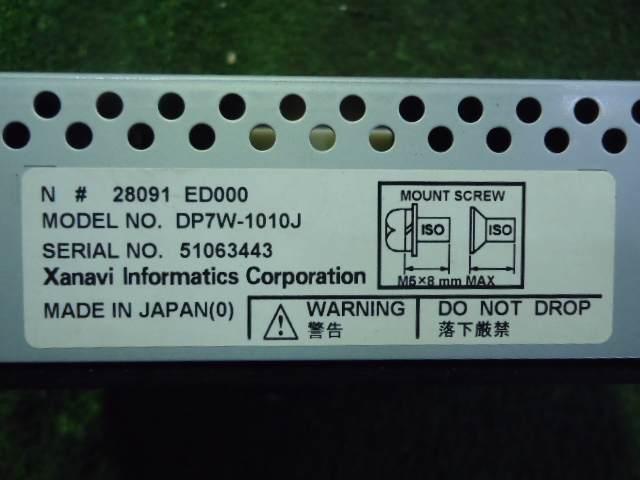 N # 28091 ED000
MODEL NO. DP7W-1010J
SERIAL NO. 51063443
Xanavi Informatics Corporation
MADE IN JAPAN(0)
MOUNT SCREW
ISO ISO
M5×8 mm MAX
WARNING
警告
DO NOT DROP
落下厳禁